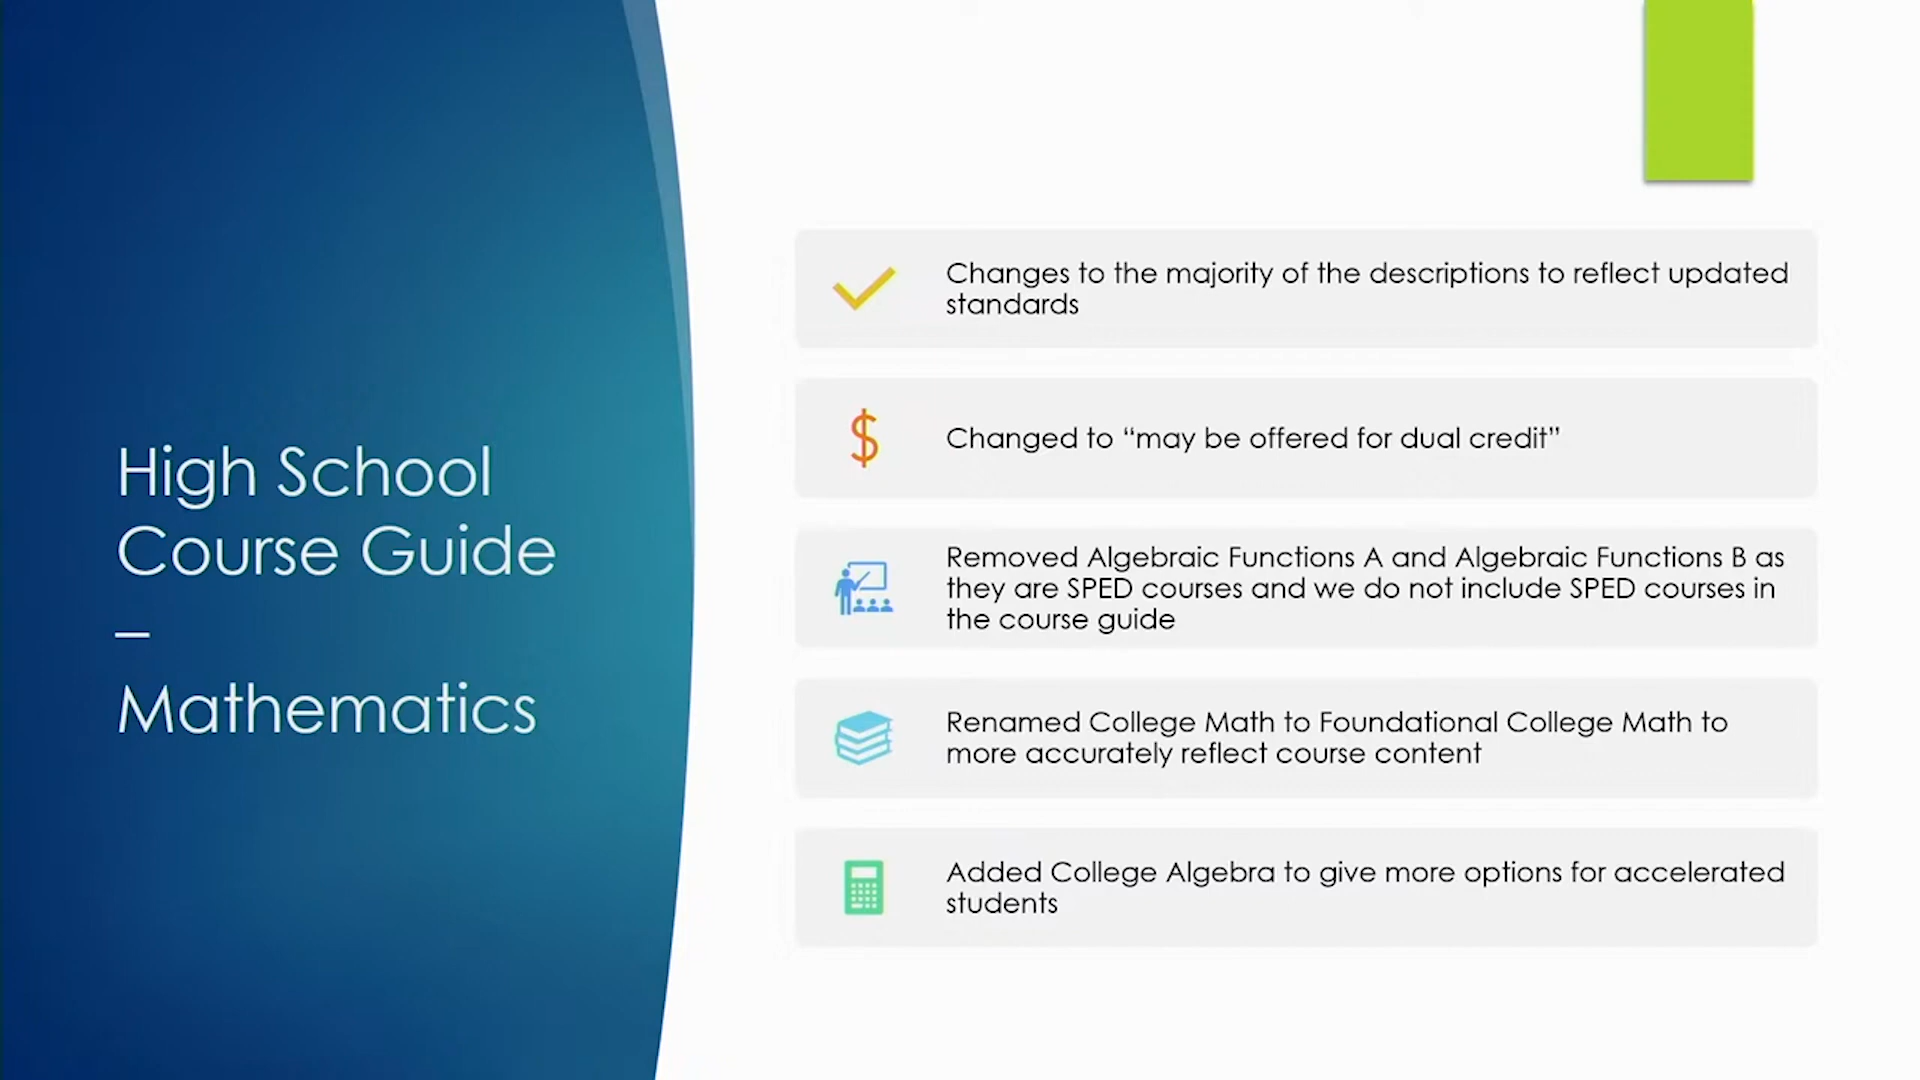 High School
Course Guide
–
Mathematics
Changes to the majority of the descriptions to reflect updated
standards
$
Changed to “may be offered for dual credit”
Removed Algebraic Functions A and Algebraic Functions B as
they are SPED courses and we do not include SPED courses in
the course guide
Renamed College Math to Foundational College Math to
more accurately reflect course content
Added College Algebra to give more options for accelerated
students